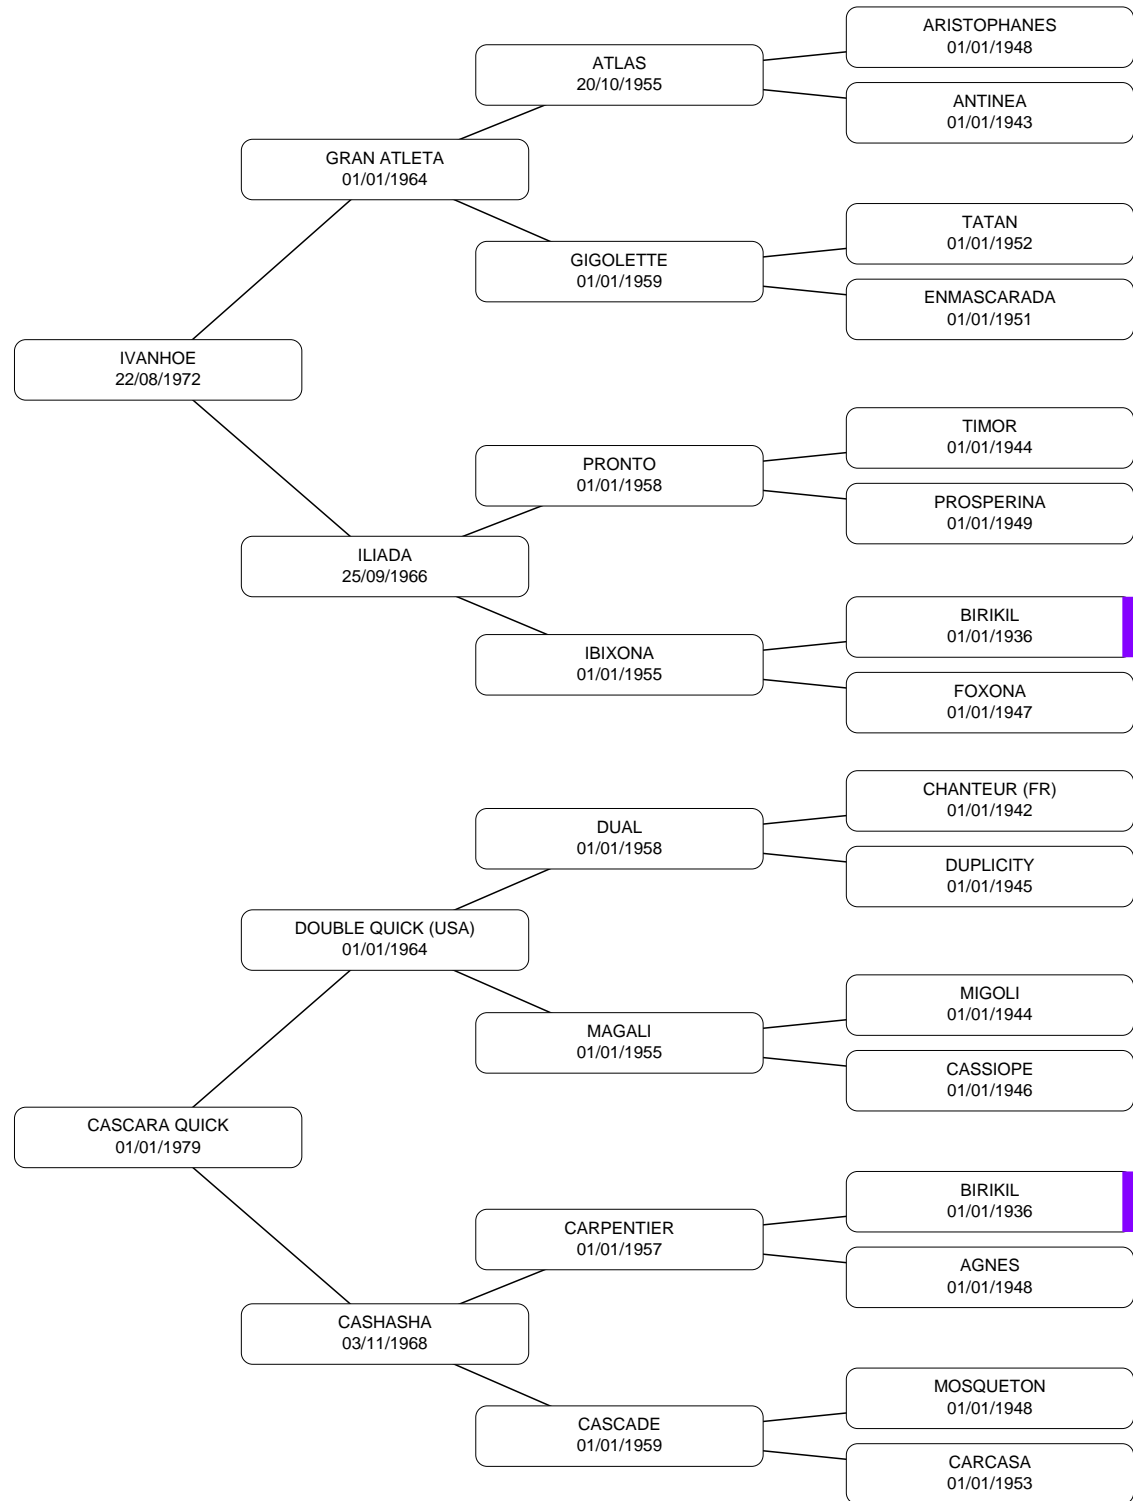 ARISTOPHANES
01/01/1948
ATLAS
20/10/1955
ANTINEA
01/01/1943
GRAN ATLETA
01/01/1964
TATAN
01/01/1952
GIGOLETTE
01/01/1959
ENMASCARADA
01/01/1951
IVANHOE
22/08/1972
TIMOR
01/01/1944
PRONTO
01/01/1958
PROSPERINA
01/01/1949
ILIADA
25/09/1966
BIRIKIL
01/01/1936
IBIXONA
01/01/1955
FOXONA
01/01/1947
CHANTEUR (FR)
01/01/1942
DUAL
01/01/1958
DUPLICITY
01/01/1945
DOUBLE QUICK (USA)
01/01/1964
MIGOLI
01/01/1944
MAGALI
01/01/1955
CASSIOPE
01/01/1946
CASCARA QUICK
01/01/1979
BIRIKIL
01/01/1936
CARPENTIER
01/01/1957
AGNES
01/01/1948
CASHASHA
03/11/1968
MOSQUETON
01/01/1948
CASCADE
01/01/1959
CARCASA
01/01/1953